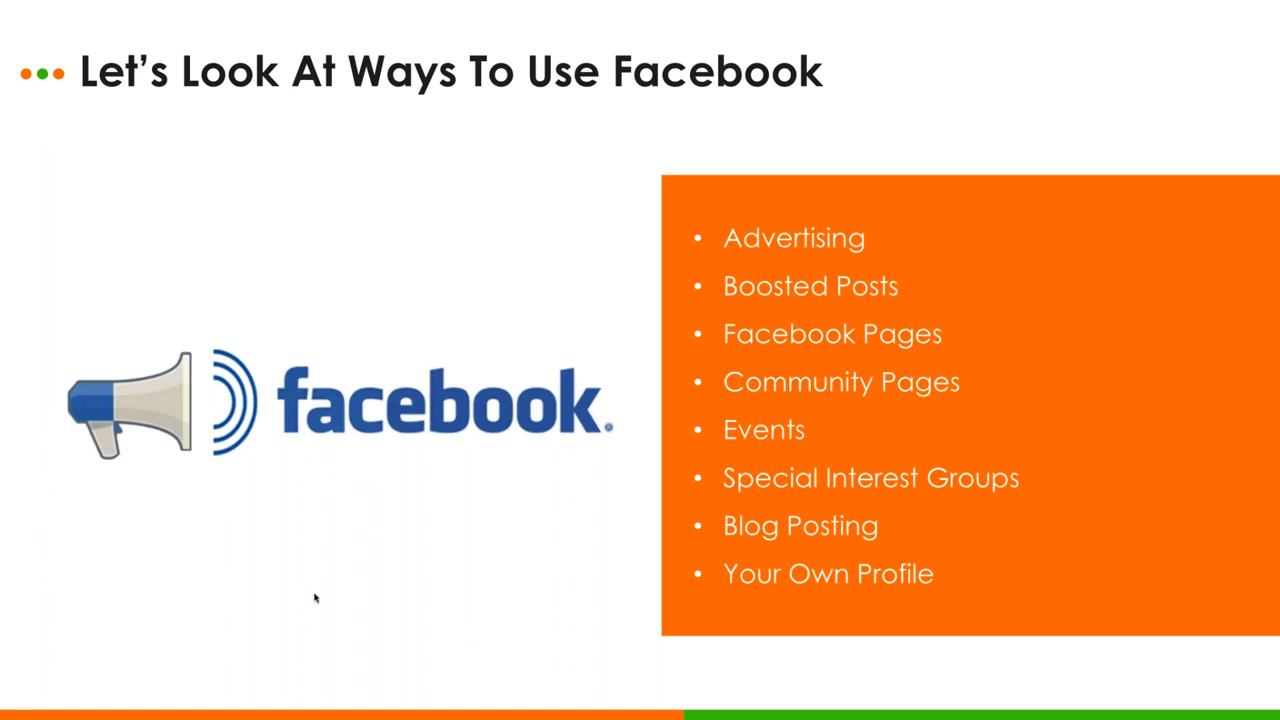 Let’s Look At Ways To Use Facebook
facebook®
• Advertising
• Boosted Posts
• Facebook Pages
• Community Pages
• Events
• Special Interest Groups
• Blog Posting
• Your Own Profile